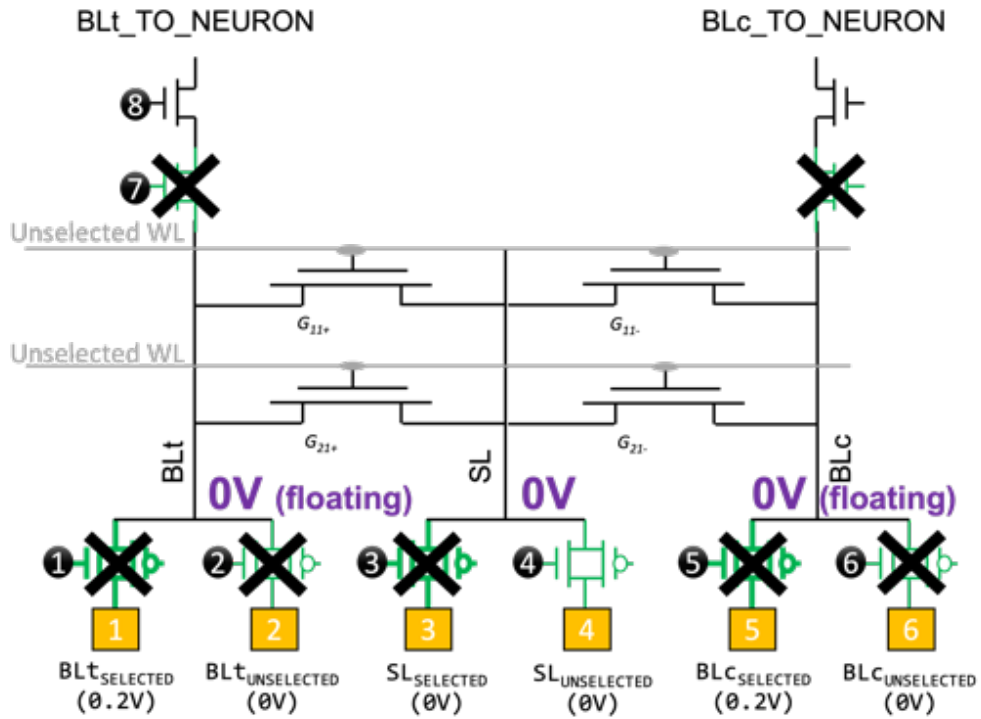 BLt_TO_NEURON
BLc_TO_NEURON
8
7
Unselected WL
G11+
G11-
Unselected WL
G21+
G21-
BLt
SL
BLc
0V (floating)
0V
0V (floating)
1
2
3
4
5
6
1
2
3
4
5
6
BLtSELECTED
(0.2V)
BLtUNSELECTED
(0V)
SLSELECTED
(0V)
SLUNSELECTED
(0V)
BLcSELECTED
(0.2V)
BLcUNSELECTED
(0V)